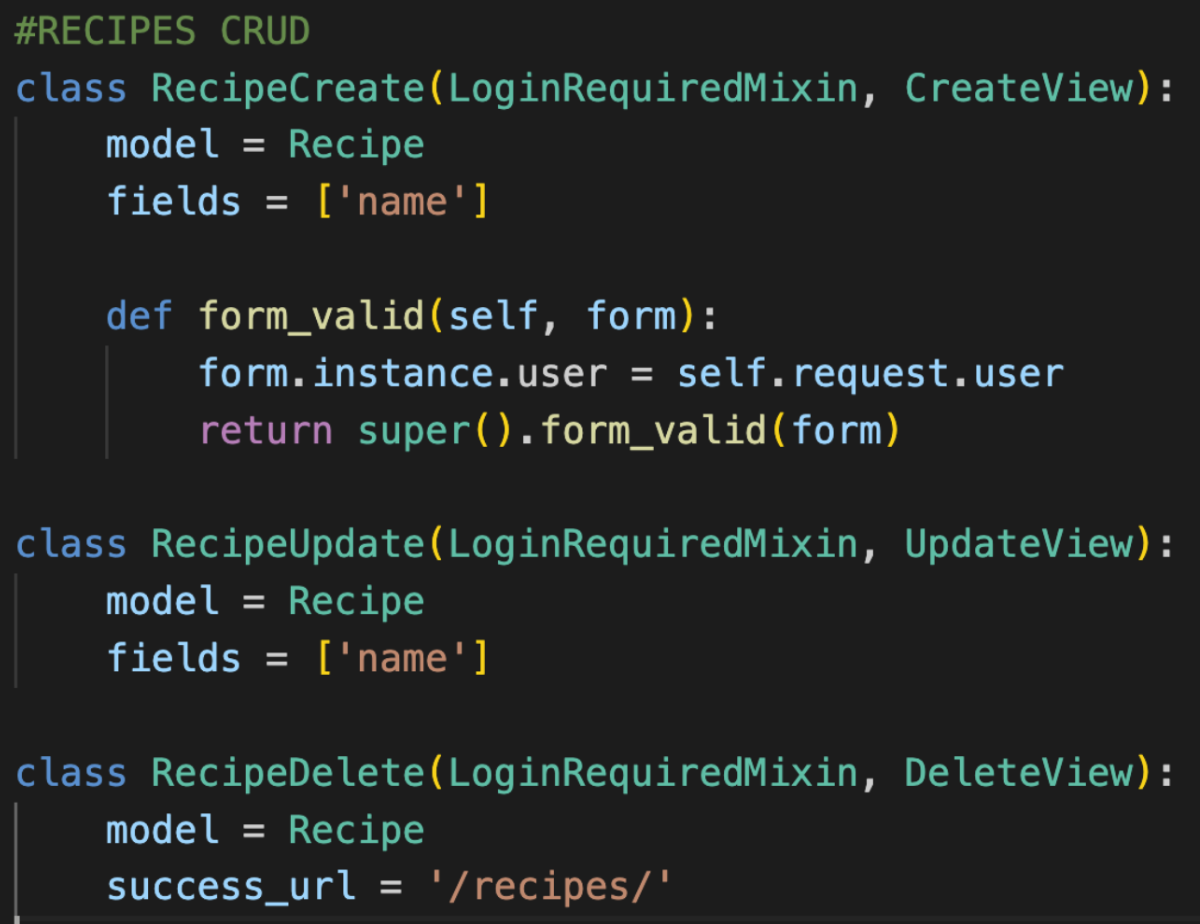 #RECIPES CRUD
class RecipeCreate(LoginRequiredMixin, CreateView):
    model = Recipe
    fields = ['name']

    def form_valid(self, form):
        form.instance.user = self.request.user
        return super().form_valid(form)

class RecipeUpdate(LoginRequiredMixin, UpdateView):
    model = Recipe
    fields = ['name']

class RecipeDelete(LoginRequiredMixin, DeleteView):
    model = Recipe
    success_url = '/recipes/'